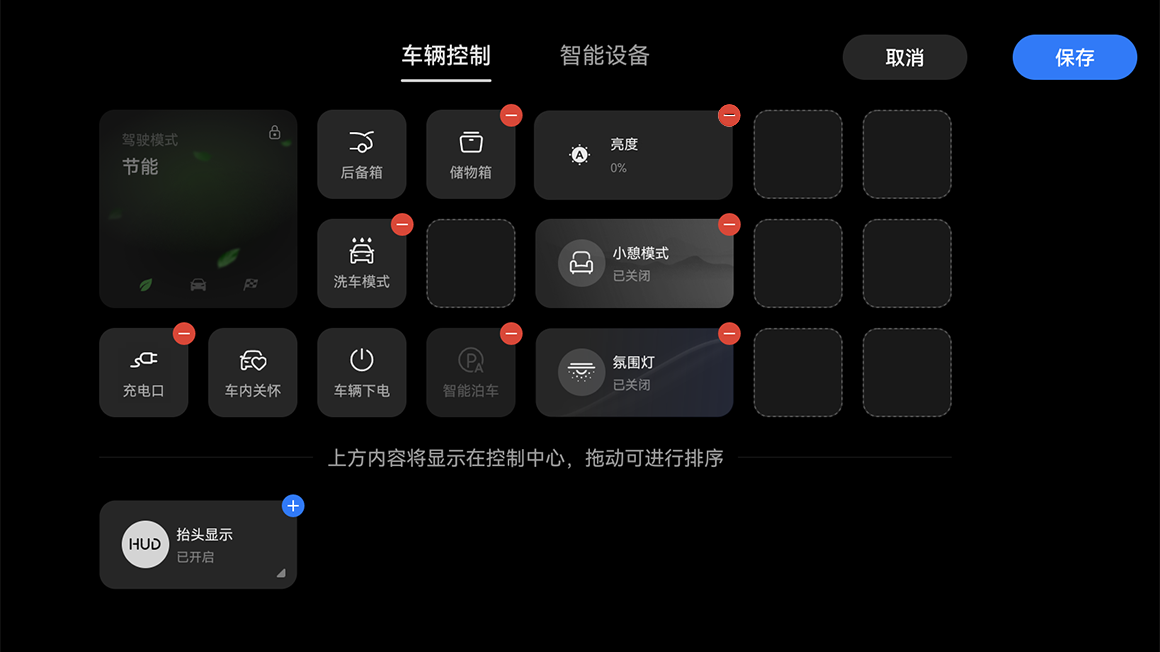 车辆控制
智能设备
取消
保存
驾驶模式
节能
后备箱
储物箱
A
亮度
0%
洗车模式
小憩模式
已关闭
充电口
车内关怀
车辆下电
PA
智能泊车
氛围灯
已关闭
上方内容将显示在控制中心，拖动可进行排序
HUD
抬头显示
已开启